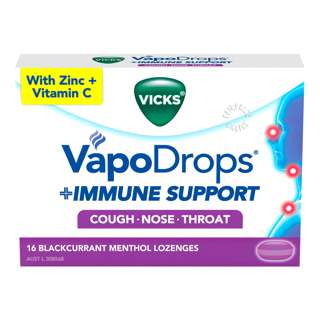 With Zinc +
Vitamin C
VICKS
VapoDrops®
+IMMUNE SUPPORT
COUGH · NOSE · THROAT
16 BLACKCURRANT MENTHOL LOZENGES